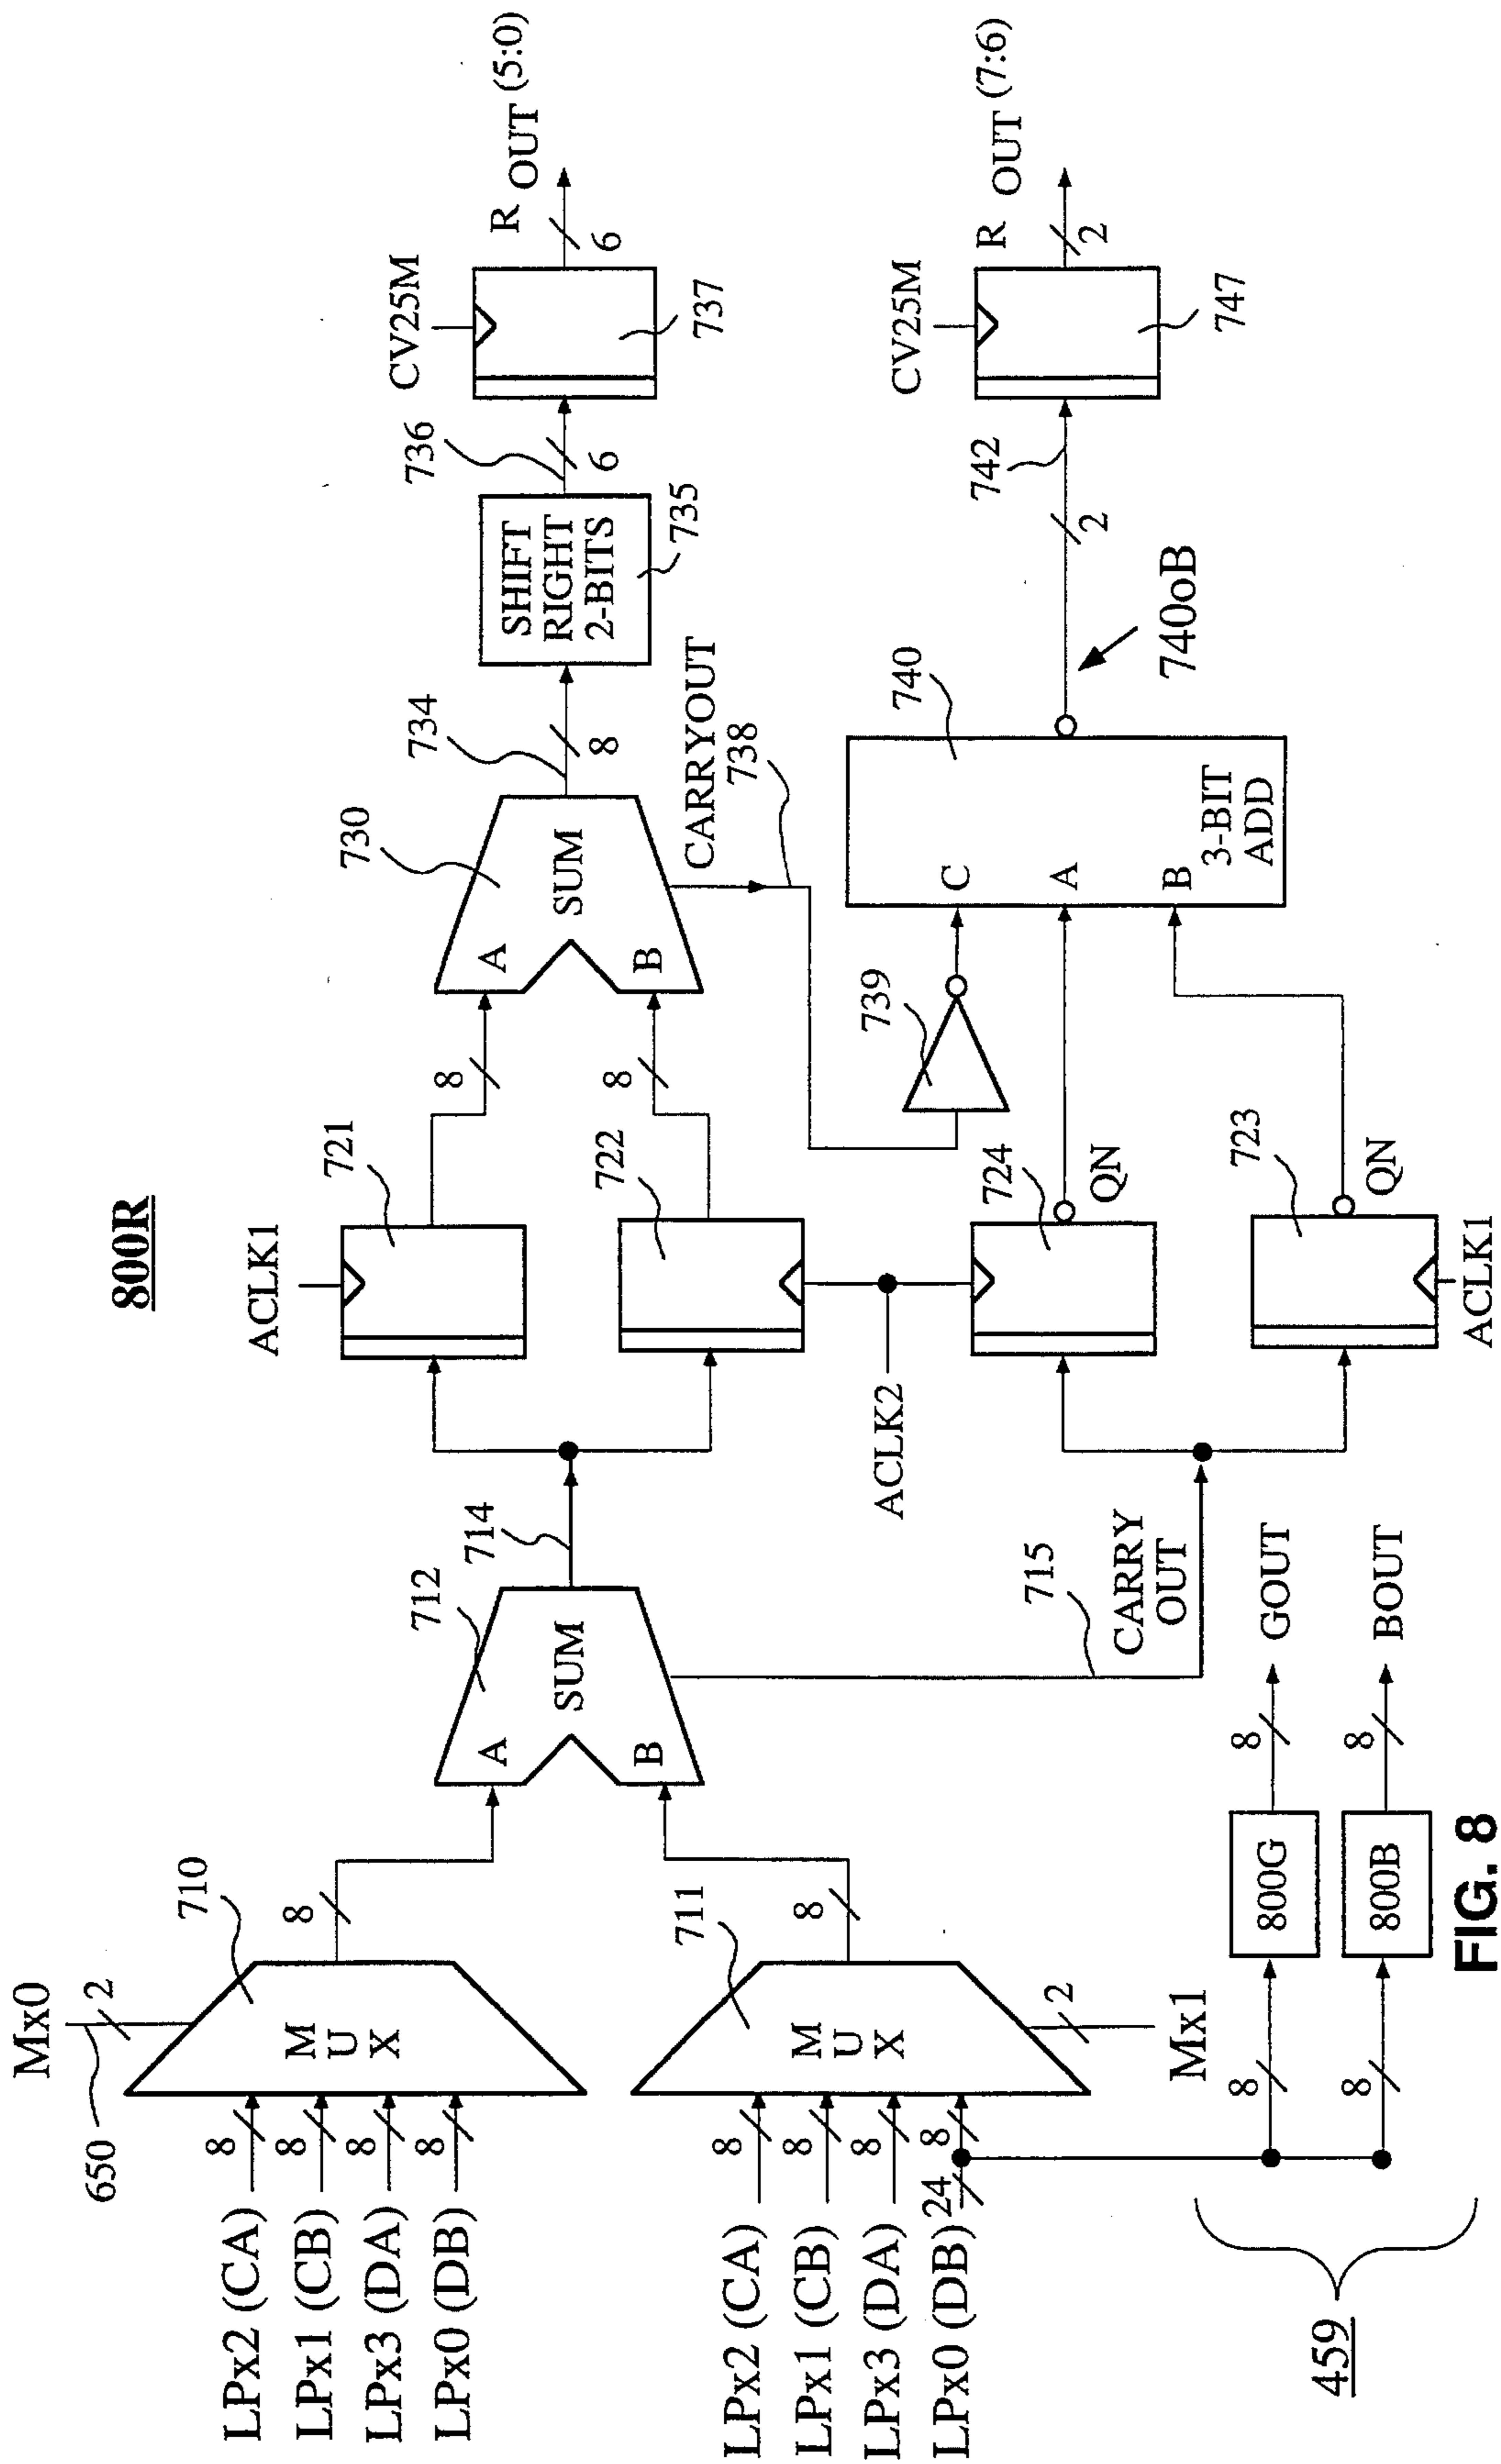 800R
Mx0
650
2
710
MUX
LPx2 (CA)
8
LPx1 (CB)
8
LPx3 (DA)
8
LPx0 (DB)
8
8
711
MUX
LPx2 (CA)
8
LPx1 (CB)
8
LPx3 (DA)
8
LPx0 (DB)
24
8
8
2
Mx1
712
A
B
SUM
714
715
CARRY
OUT
ACLK1
721
8
722
8
ACLK2
724
QN
723
QN
ACLK1
730
A
B
SUM
734
8
CARRYOUT
738
739
SHIFT
RIGHT
2-BITS
735
736
6
CV25M
737
6
R OUT (5:0)
740
C
A
B
3-BIT
ADD
740oB
742
2
CV25M
747
2
R OUT (7:6)
459
8
800G
8
GOUT
8
800B
8
BOUT
FIG. 8